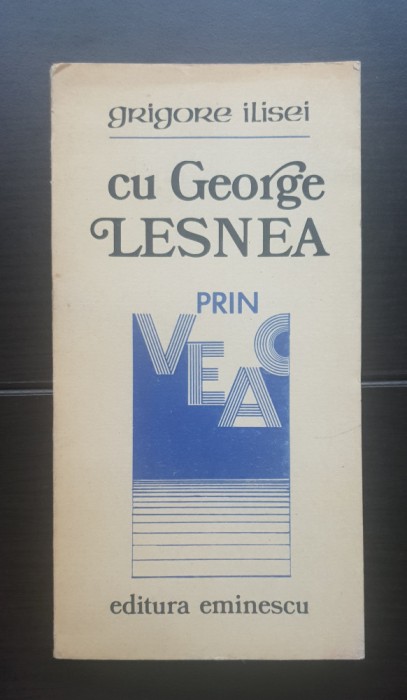 grigore ilisei
cu George
LESNEA
PRIN
VEAC
editura eminescu